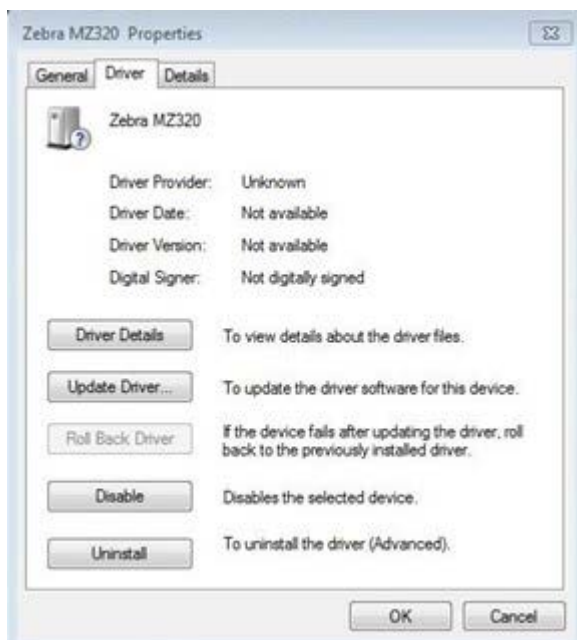 Zebra MZ320 Properties
General Driver Details
Zebra MZ320
Driver Provider: Unknown
Driver Date: Not available
Driver Version: Not available
Digital Signer: Not digitally signed
Driver Details To view details about the driver files.
Update Driver... To update the driver software for this device.
Roll Back Driver If the device fails after updating the driver, roll
back to the previously installed driver.
Disable Disables the selected device.
Uninstall To uninstall the driver (Advanced).
OK Cancel